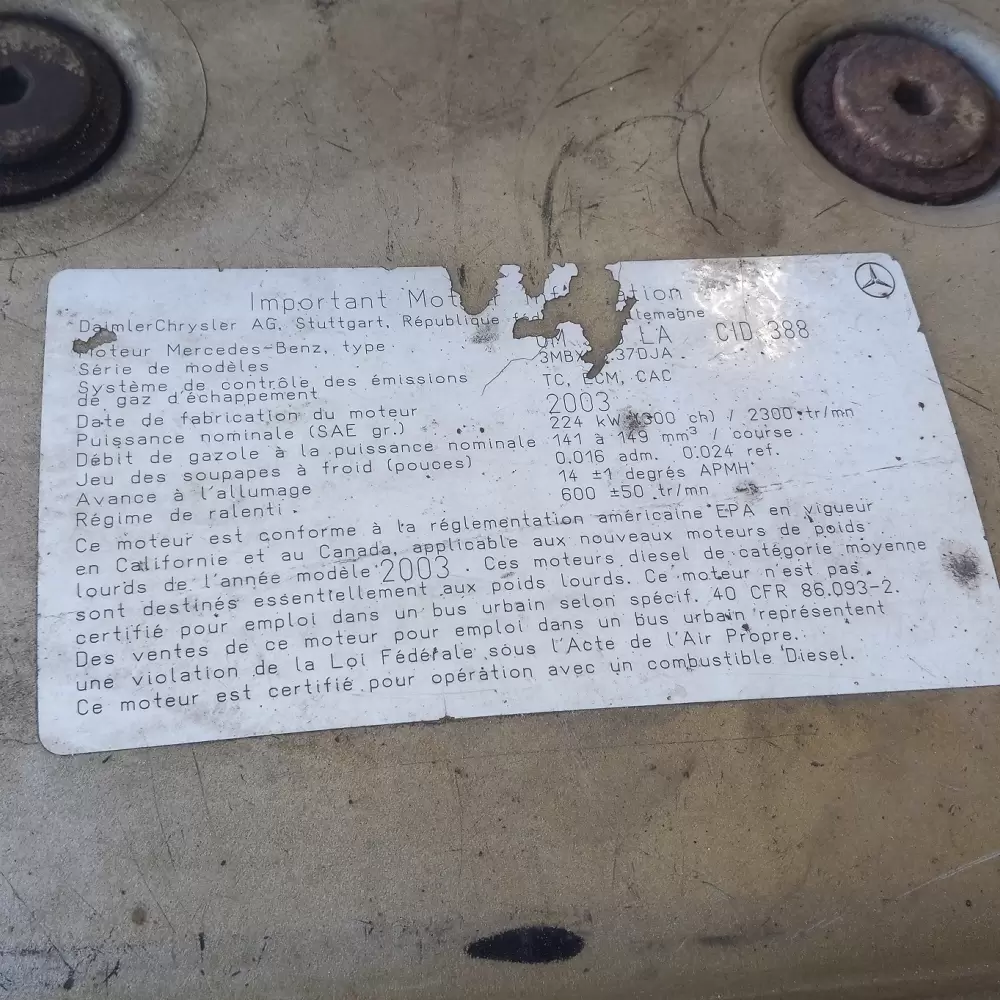 Important Mot
DaimlerChrysler AG, Stuttgart, République
Moteur Mercedes-Benz, type LA CID 388
Série de modèles
Système de contrôle des émissions
de gaz d'échappement TC, ECM, CAC
Date de fabrication du moteur 2003
Puissance nominale (SAE gr.) 224 kW (300 ch) / 2300 tr/mn
Débit de gazole à la puissance nominale 141 à 149 mm³ / course
Jeu des soupapes à froid (pouces) 0.016 adm. 0.024 ref.
Avance à l'allumage 14 ±1 degrés APMH
Régime de ralenti 600 ±50 tr/mn
Ce moteur est conforme à la réglementation américaine EPA en vigueur
en Californie et au Canada, applicable aux nouveaux moteurs de poids
lourds de l'année modèle 2003. Ces moteurs diesel de catégorie moyenne
sont destinés essentiellement aux poids lourds. Ce moteur n'est pas
certifié pour emploi dans un bus urbain selon spécif. 40 CFR 86.093-2.
Des ventes de ce moteur pour emploi dans un bus urbain représentent
une violation de la Loi Fédérale sous l'Acte de l'Air Propre.
Ce moteur est certifié pour opération avec un combustible Diesel.